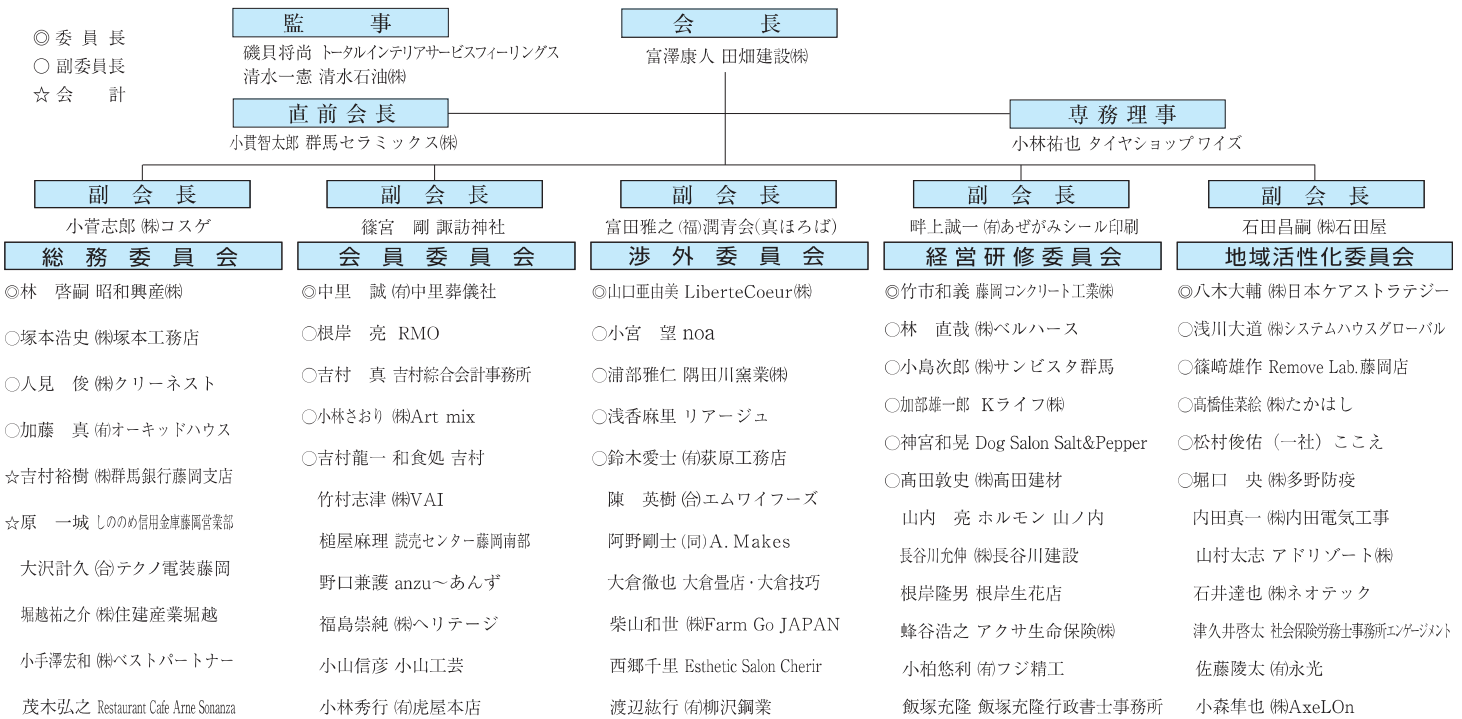 ◎委員長
○副委員長
☆会　計
監事
磯貝将尚 トータルインテリアサービスフィーリングス
清水一憲 清水石油㈱
会長
富澤康人 田畑建設㈱
直前会長
小貫智太郎 群馬セラミックス㈱
専務理事
小林祐也 タイヤショップワイズ
副会長
小菅志郎 ㈱コスゲ
総務委員会
◎林　啓嗣 昭和興産㈱
○塚本浩史 ㈱塚本工務店
○人見　俊 ㈱クリーネスト
○加藤　真 ㈲オーキッドハウス
☆吉村裕樹 ㈱群馬銀行藤岡支店
☆原　一城 しののめ信用金庫藤岡営業部
大沢計久 ㈾テクノ電装藤岡
堀越祐之介 ㈱住建産業堀越
小手澤宏和 ㈱ベストパートナー
茂木弘之 Restaurant Cafe Arne Sonanza
副会長
篠宮　剛 諏訪神社
会員委員会
◎中里　誠 ㈲中里葬儀社
○根岸　亮 RMO
○吉村　真 吉村綜合会計事務所
○小林さおり ㈱Art mix
○吉村龍一 和食処 吉村
竹村志津 ㈱VAI
槌屋麻理 読売センター藤岡南部
野口兼護 anzu～あんず
福島崇純 ㈱ヘリテージ
小山信彦 小山工芸
小林秀行 ㈲虎屋本店
副会長
富田雅之 (福)潤青会(真ほろば)
渉外委員会
◎山口亜由美 LiberteCoeur㈱
○小宮　望 noa
○浦部雅仁 隅田川窯業㈱
○浅香麻里 リアージュ
○鈴木愛士 ㈲荻原工務店
陳　英樹 (合)エムワイフーズ
阿野剛士 (同)A. Makes
大倉徹也 大倉畳店・大倉技巧
柴山和世 ㈱Farm Go JAPAN
西郷千里 Esthetic Salon Cherir
渡辺紘行 ㈲柳沢鋼業
副会長
畔上誠一 ㈲あぜがみシール印刷
経営研修委員会
◎竹市和義 藤岡コンクリート工業㈱
○林　直哉 ㈱ベルハース
○小島次郎 ㈱サンビスタ群馬
○加部雄一郎 Kライフ㈱
○神宮和晃 Dog Salon Salt&Pepper
○髙田敦史 ㈱髙田建材
山内　亮 ホルモン 山ノ内
長谷川允伸 ㈱長谷川建設
根岸隆男 根岸生花店
蜂谷浩之 アクサ生命保険㈱
小柏悠利 ㈲フジ精工
飯塚充隆 飯塚充隆行政書士事務所
副会長
石田昌嗣 ㈱石田屋
地域活性化委員会
◎八木大輔 ㈱日本ケアストラテジー
○浅川大道 ㈱システムハウスグローバル
○篠﨑雄作 Remove Lab.藤岡店
○髙橋佳菜絵 ㈱たかはし
○松村俊佑（一社）ここえ
○堀口　央 ㈱多野防疫
内田真一 ㈱内田電気工事
山村太志 アドリゾート㈱
石井達也 ㈱ネオテック
津久井啓太 社会保険労務士事務所エンゲージメント
佐藤陵太 ㈲永光
小森隼也 ㈱AxeLOn